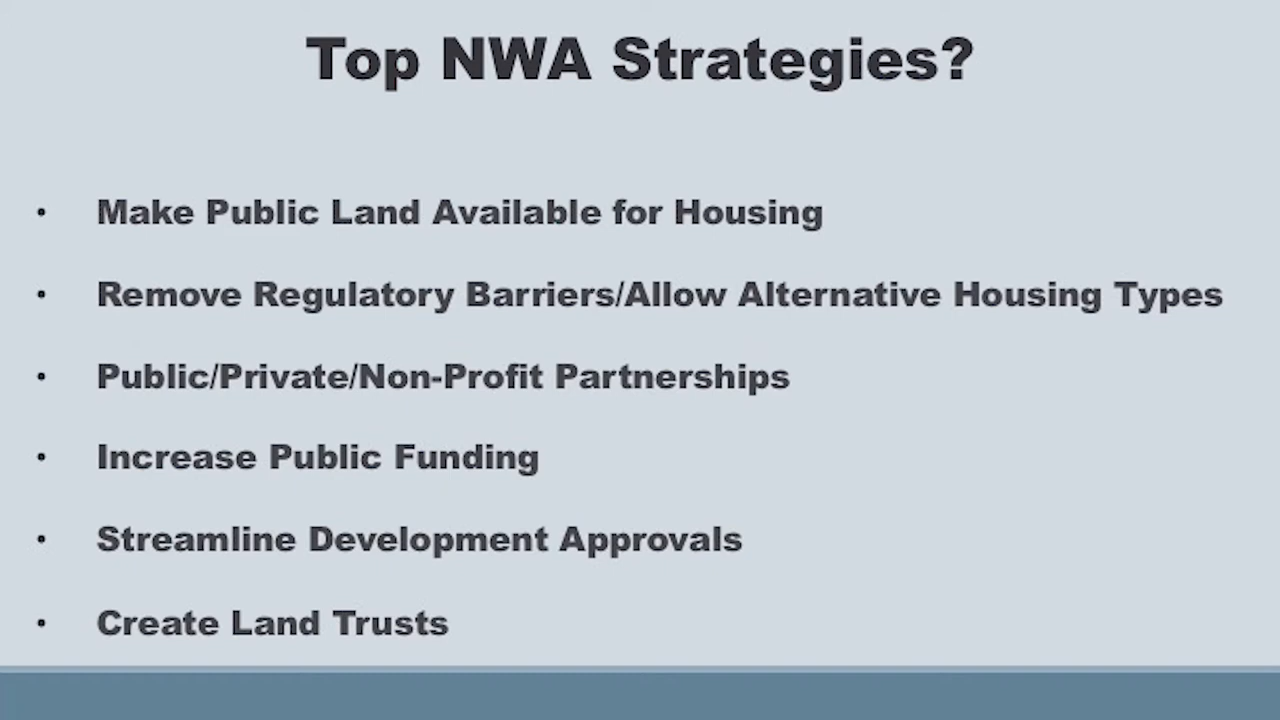 Top NWA Strategies?
• Make Public Land Available for Housing
• Remove Regulatory Barriers/Allow Alternative Housing Types
• Public/Private/Non-Profit Partnerships
• Increase Public Funding
• Streamline Development Approvals
• Create Land Trusts